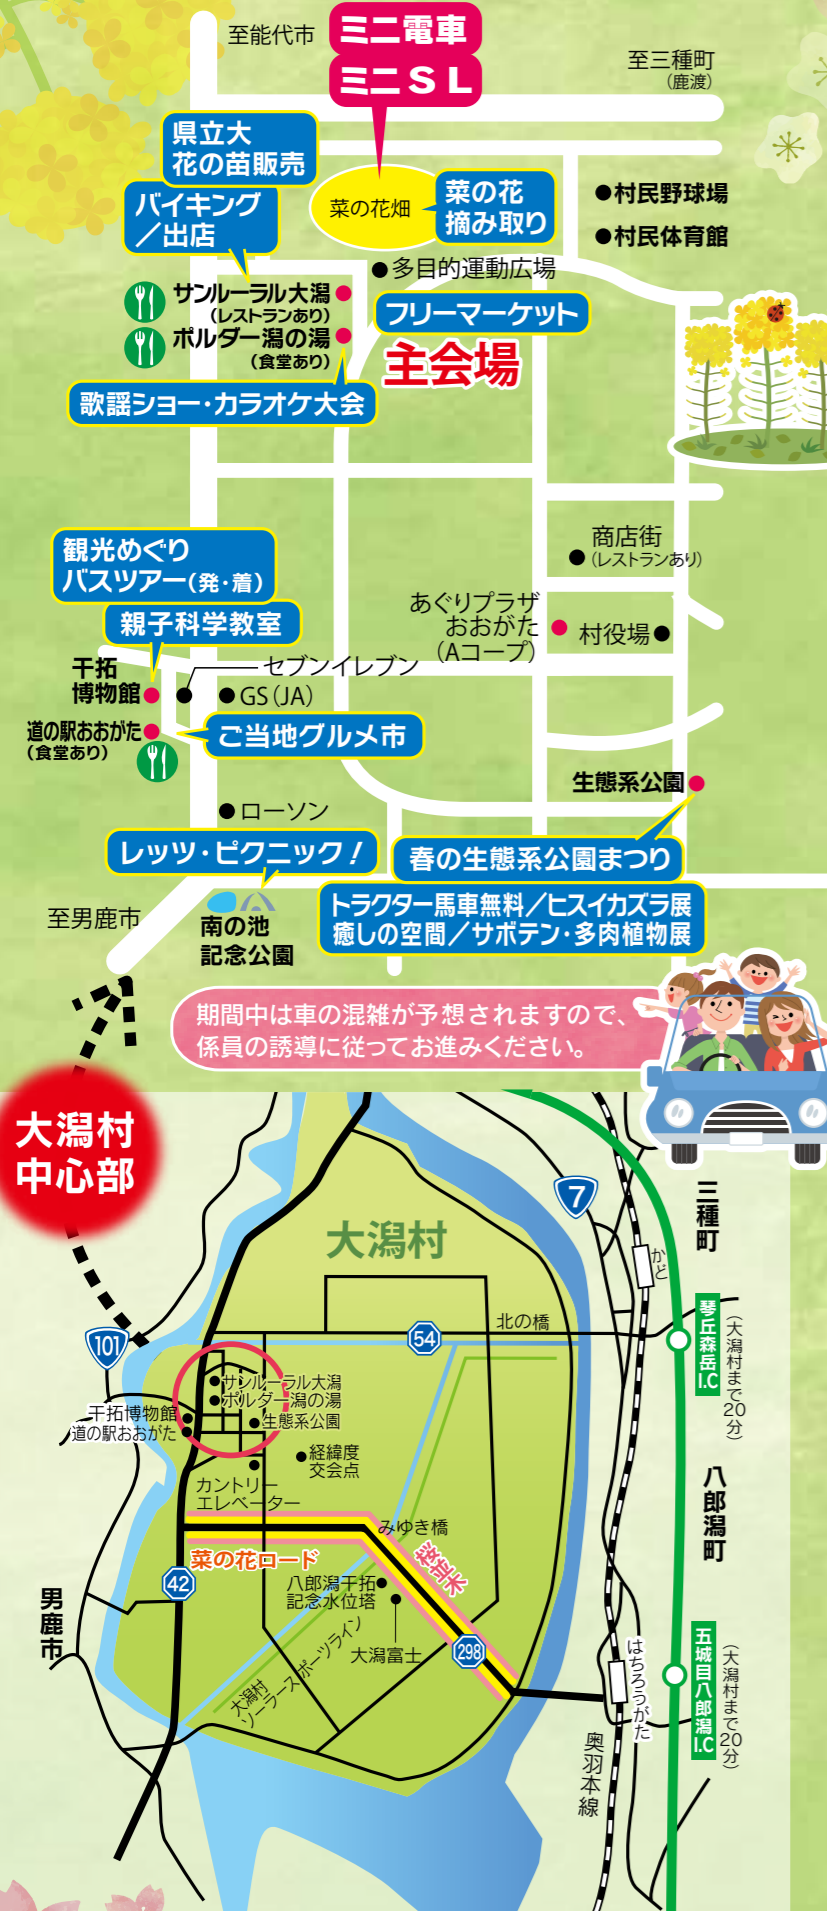 至能代市
ミニ電車
ミニＳＬ
至三種町
（鹿渡）
県立大
花の苗販売
バイキング
／出店
菜の花畑
菜の花
摘み取り
●村民野球場
●村民体育館
●多目的運動広場
サンルーラル大潟
（レストランあり）
ポルダー潟の湯
（食堂あり）
フリーマーケット
主会場
歌謡ショー・カラオケ大会
観光めぐり
バスツアー（発・着）
親子科学教室
商店街
（レストランあり）
あぐりプラザ
おおがた
（Aコープ）
村役場
干拓
博物館
セブンイレブン
GS（JA）
道の駅おおがた
（食堂あり）
ご当地グルメ市
生態系公園
ローソン
レッツ・ピクニック！
春の生態系公園まつり
トラクター馬車無料／ヒスイカズラ展
癒しの空間／サボテン・多肉植物展
至男鹿市
南の池
記念公園
期間中は車の混雑が予想されますので、
係員の誘導に従ってお進みください。
大潟村
中心部
7
三種町
大潟村
かど
琴丘森岳I.C
（大潟村まで20分）
北の橋
54
101
サンルーラル大潟
ポルダー潟の湯
生態系公園
干拓博物館
道の駅おおがた
経緯度
交会点
カントリー
エレベーター
八郎潟町
みゆき橋
菜の花ロード
桜並木
42
八郎潟干拓
記念水位塔
大潟富士
298
男鹿市
大潟村
ソーラースポーツライン
はちろうがた
五城目八郎潟I.C
（大潟村まで20分）
奥羽本線